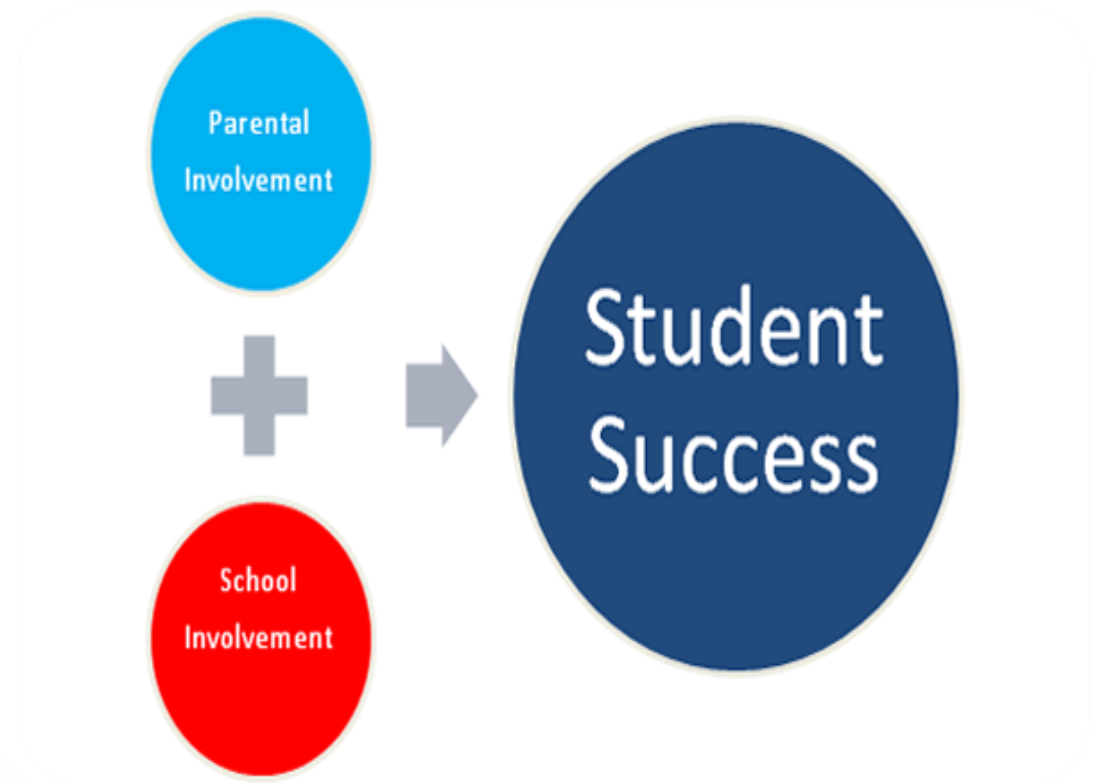 Parental
Involvement
School
Involvement
Student
Success